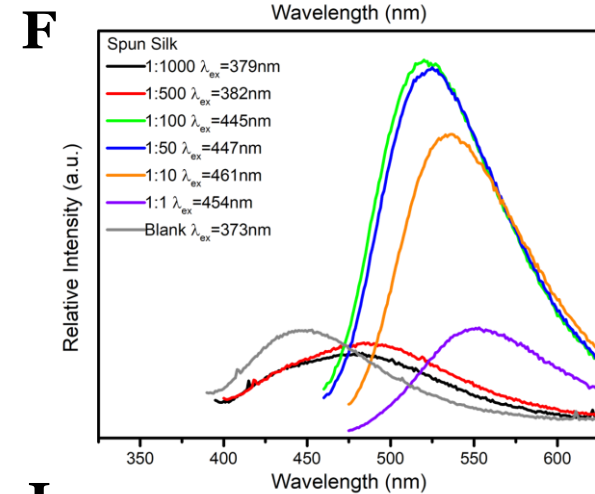 Wavelength (nm)
F
Spun Silk
1:1000 λex=379nm
1:500 λex=382nm
1:100 λex=445nm
1:50 λex=447nm
1:10 λex=461nm
1:1 λex=454nm
Blank λex=373nm
Relative Intensity (a.u.)
350 400 450 500 550 600
Wavelength (nm)